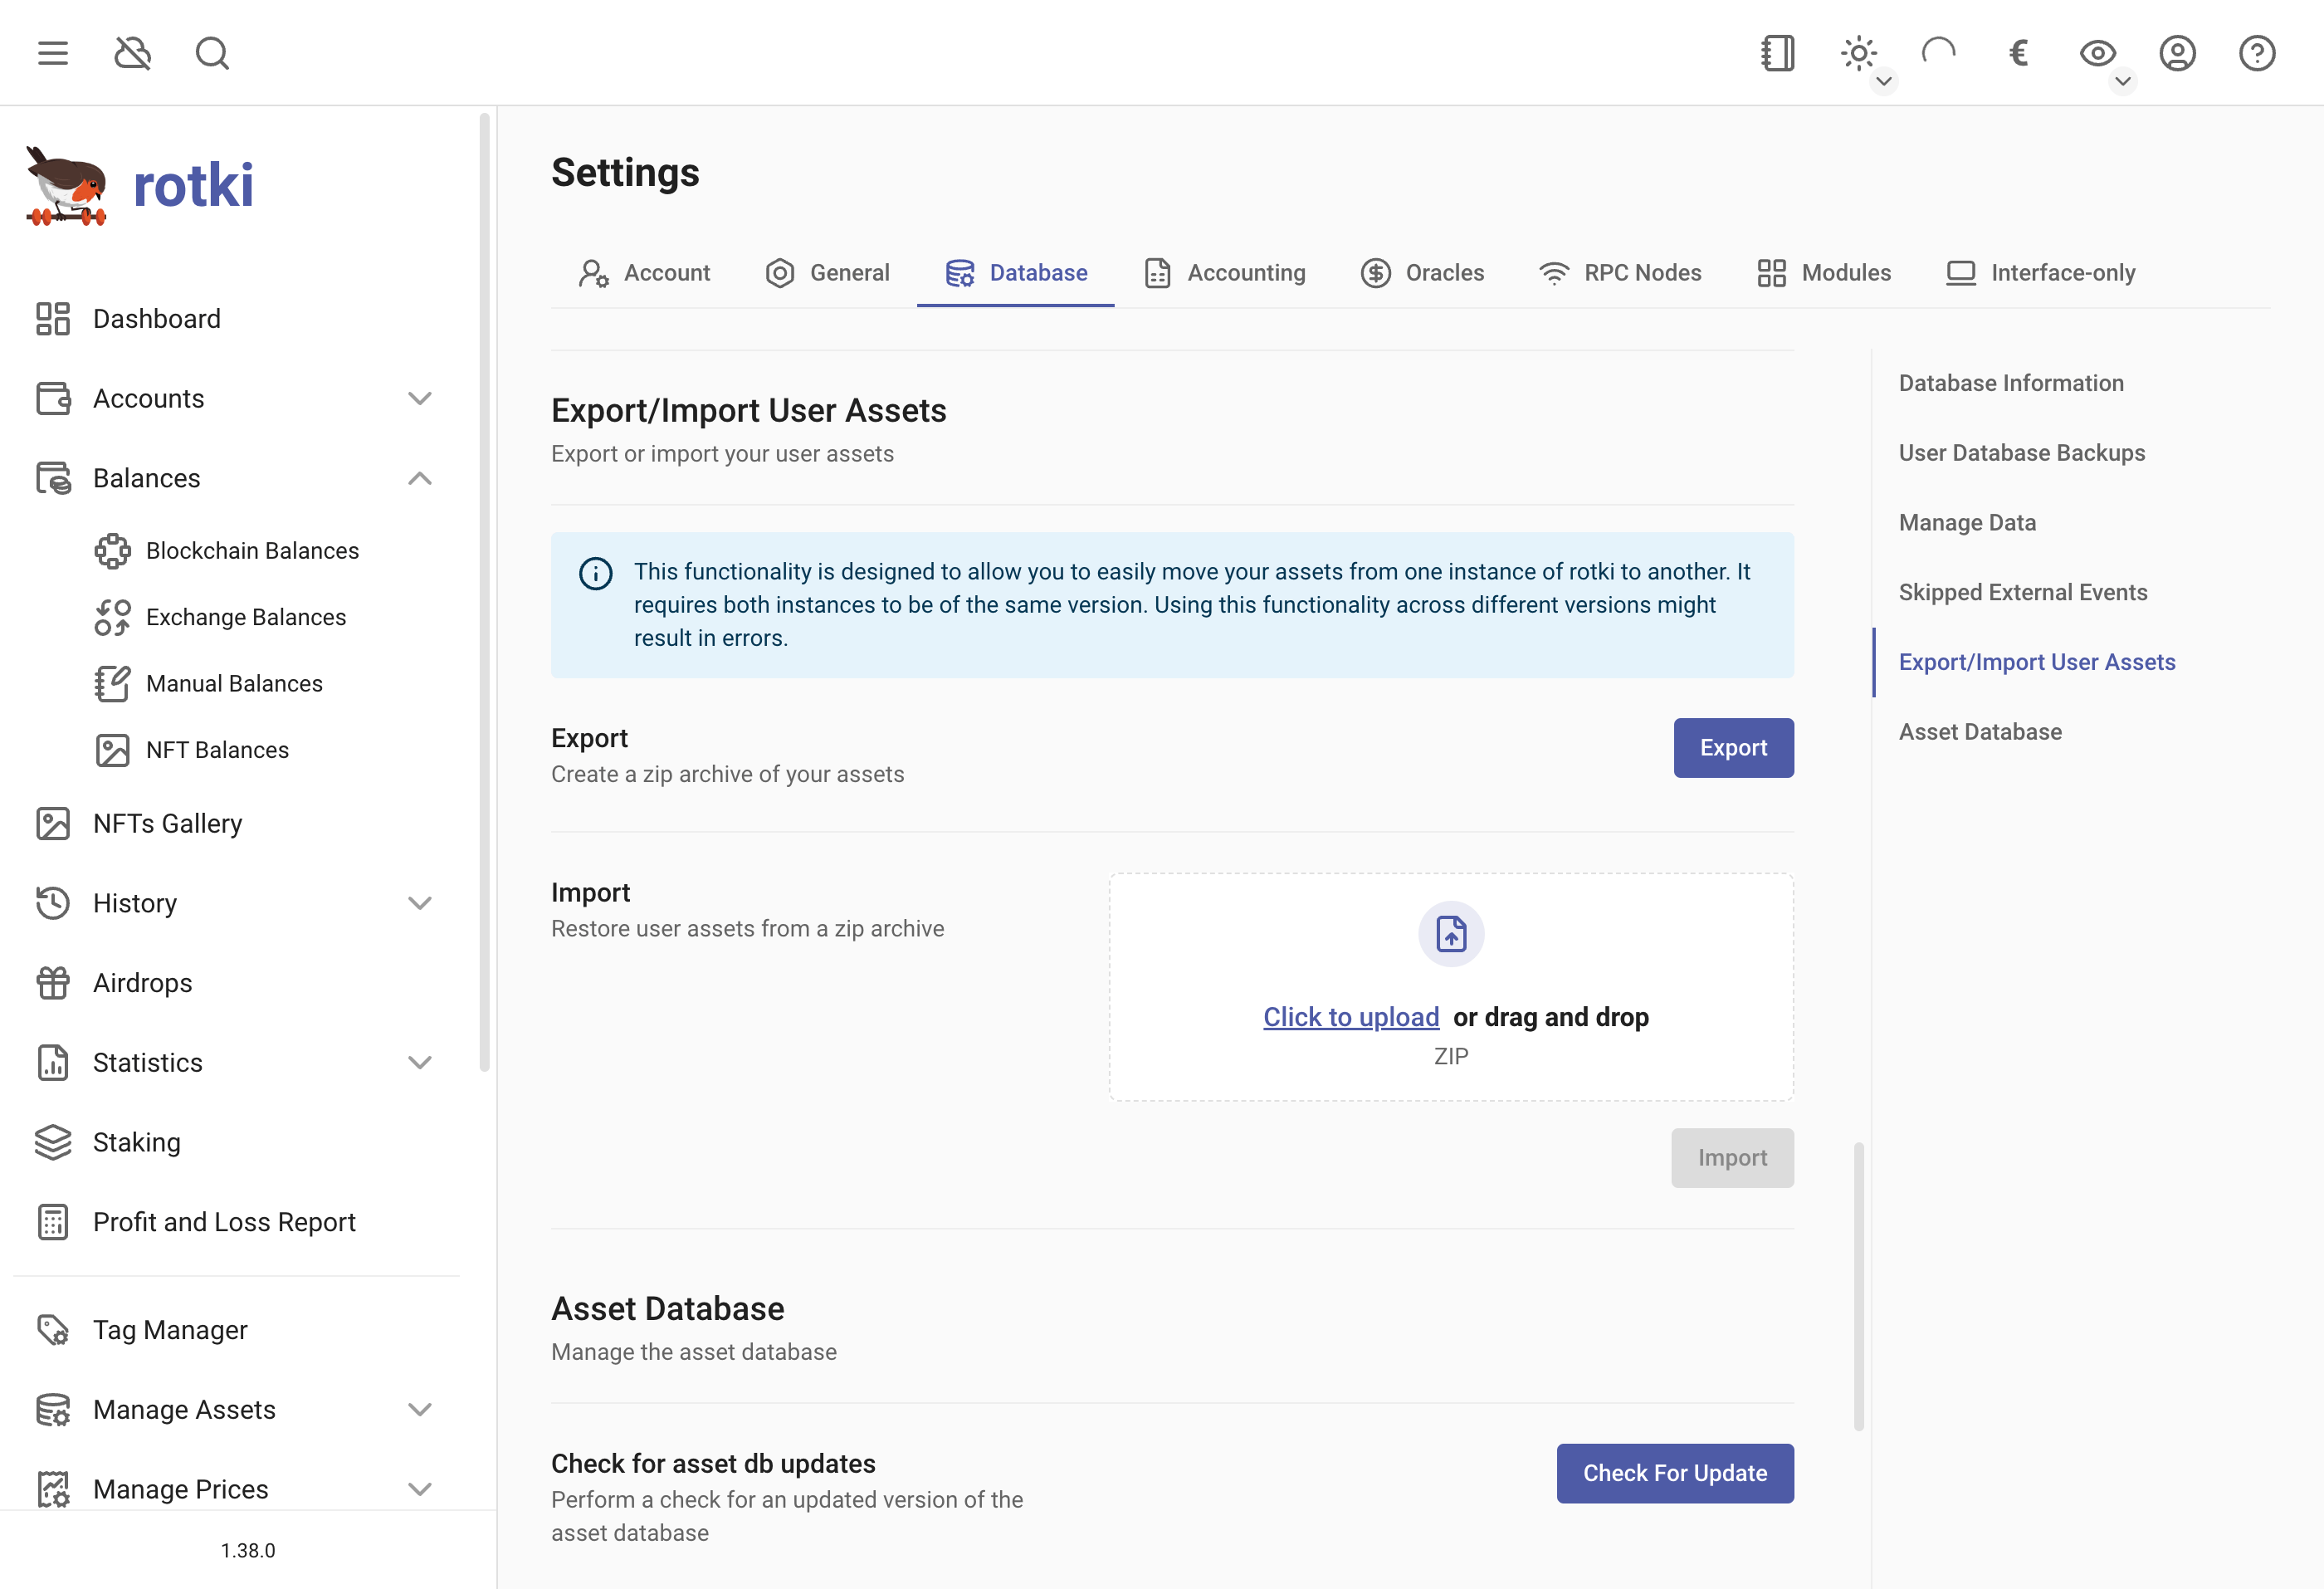 rotki
Dashboard
Accounts
Balances
Blockchain Balances
Exchange Balances
Manual Balances
NFT Balances
NFTs Gallery
History
Airdrops
Statistics
Staking
Profit and Loss Report
Tag Manager
Manage Assets
Manage Prices
1.38.0
€
Settings
Account
General
Database
Accounting
Oracles
RPC Nodes
Modules
Interface-only
Export/Import User Assets
Export or import your user assets
This functionality is designed to allow you to easily move your assets from one instance of rotki to another. It
requires both instances to be of the same version. Using this functionality across different versions might
result in errors.
Export
Create a zip archive of your assets
Export
Import
Restore user assets from a zip archive
Click to upload or drag and drop
ZIP
Import
Asset Database
Manage the asset database
Check for asset db updates
Perform a check for an updated version of the
asset database
Check For Update
Database Information
User Database Backups
Manage Data
Skipped External Events
Export/Import User Assets
Asset Database